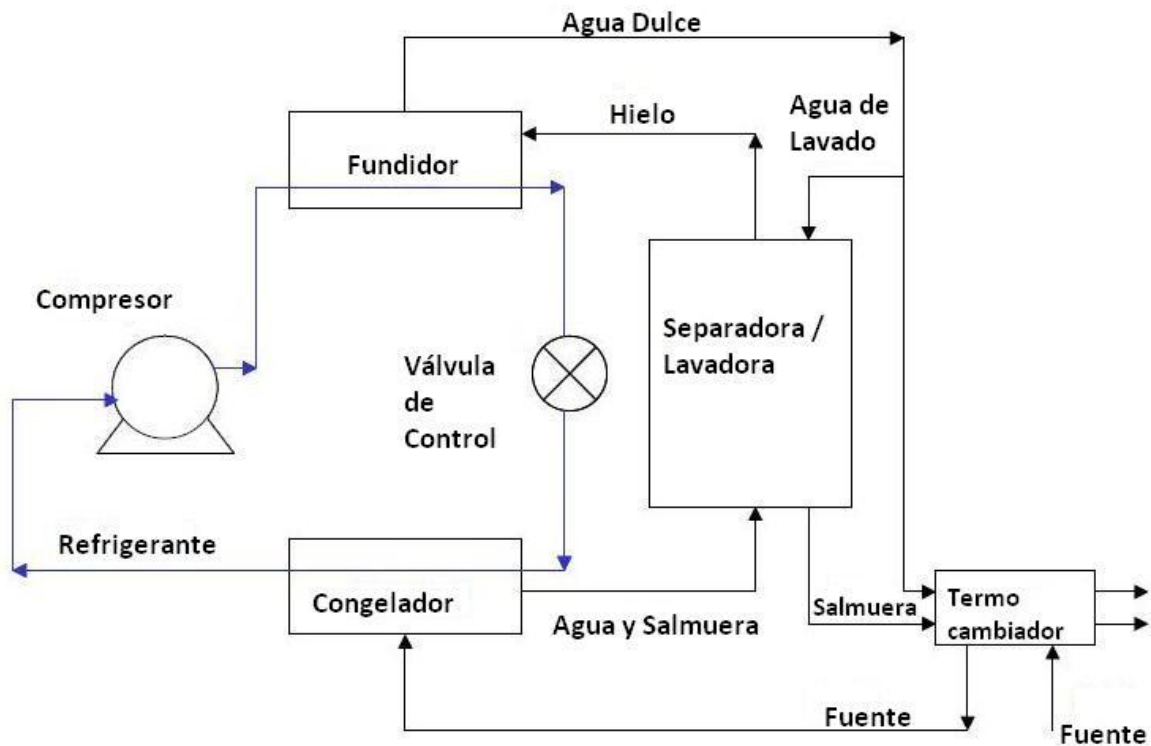 Agua Dulce
Agua de
Lavado
Hielo
Fundidor
Compresor
Separadora /
Lavadora
Válvula
de
Control
Refrigerante
Congelador
Agua y Salmuera
Salmuera
Termo
cambiador
Fuente
Fuente